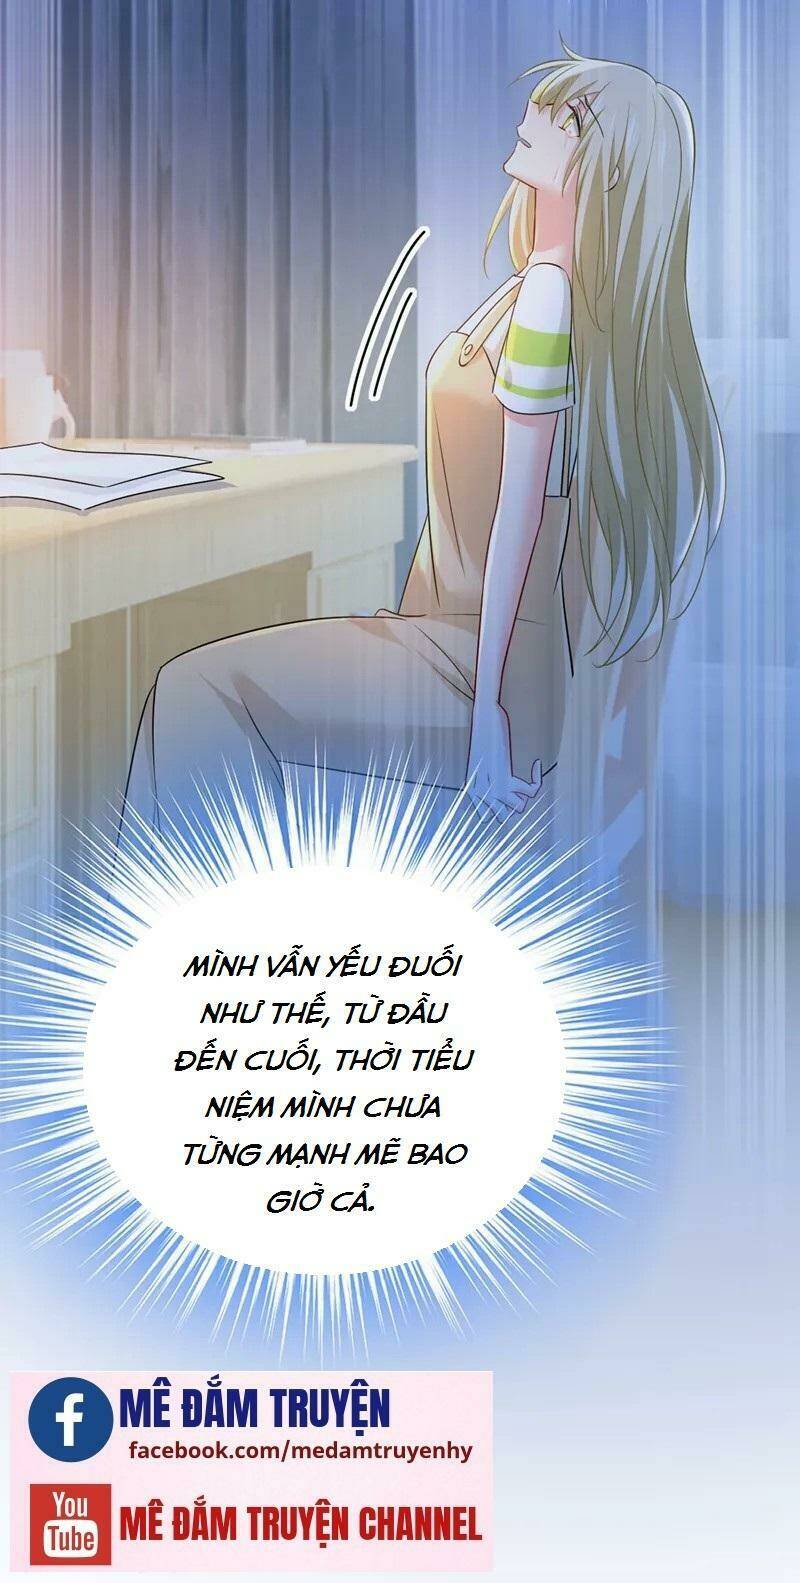 MÌNH VẪN YẾU ĐUỐI
NHƯ THẾ, TỪ ĐẦU
ĐẾN CUỐI, THỜI TIỂU
NIỆM MÌNH CHƯA
TỪNG MẠNH MẼ BAO
GIỜ CẢ.
f MÊ ĐẮM TRUYỆN
facebook.com/medamtruyenhy
You
Tube MÊ ĐẮM TRUYỆN CHANNEL